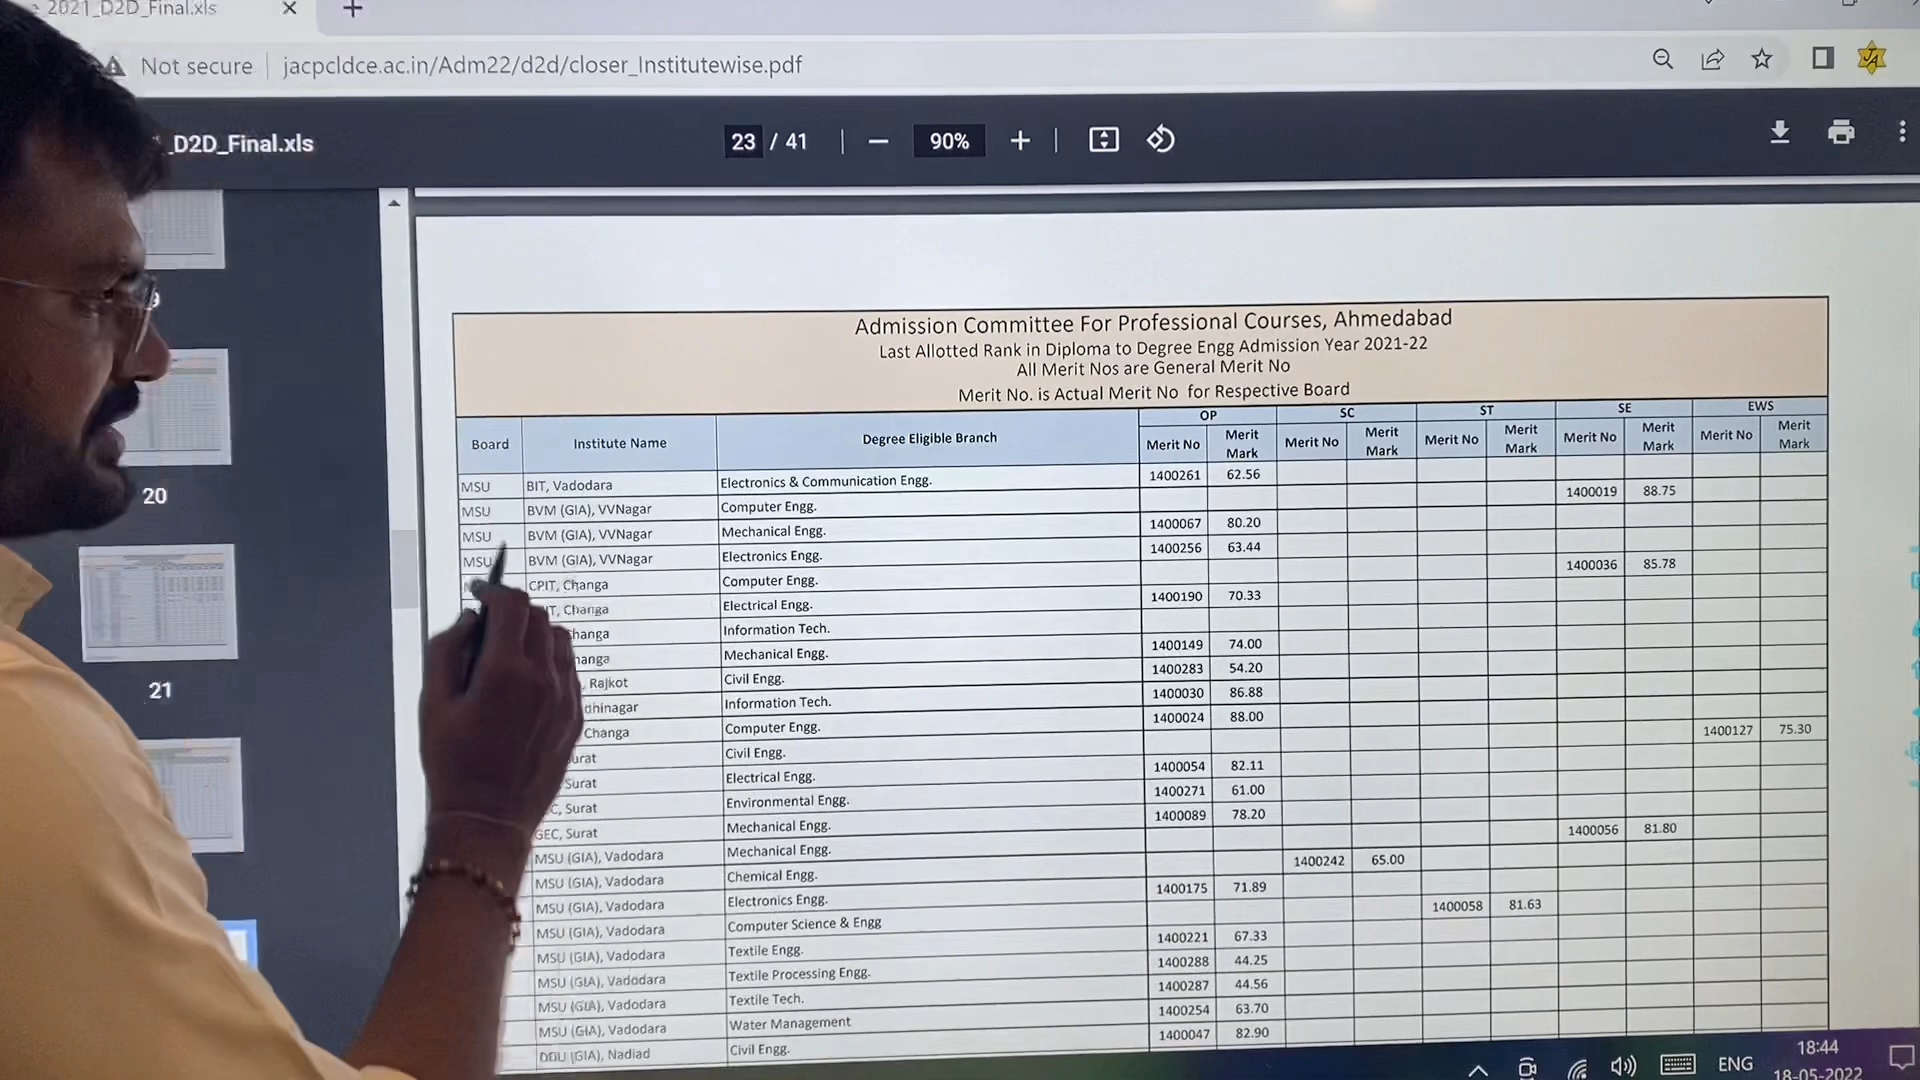 2021_D2D_Final.xls
Not secure jacpcldce.ac.in/Adm22/d2d/closer_Institutewise.pdf
_D2D_Final.xls 23 / 41 90%
20
21
Admission Committee For Professional Courses, Ahmedabad
Last Allotted Rank in Diploma to Degree Engg Admission Year 2021-22
All Merit Nos are General Merit No
Merit No. is Actual Merit No for Respective Board
Board Institute Name Degree Eligible Branch OP SC ST SE EWS
Merit No Merit Mark Merit No Merit Mark Merit No Merit Mark Merit No Merit Mark Merit No Merit Mark
MSU BIT, Vadodara Electronics & Communication Engg. 1400261 62.56
MSU BVM (GIA), VVNagar Computer Engg. 1400019 88.75
MSU BVM (GIA), VVNagar Mechanical Engg. 1400067 80.20
MSU BVM (GIA), VVNagar Electronics Engg. 1400256 63.44
CPIT, Changa Computer Engg. 1400036 85.78
Changa Electrical Engg. 1400190 70.33
Changa Information Tech.
Mechanical Engg. 1400149 74.00
Rajkot Civil Engg. 1400283 54.20
Information Tech. 1400030 86.88
Changa Computer Engg. 1400024 88.00
Civil Engg. 1400127 75.30
Surat Electrical Engg. 1400054 82.11
Surat Environmental Engg. 1400271 61.00
GEC, Surat Mechanical Engg. 1400089 78.20
MSU (GIA), Vadodara Mechanical Engg. 1400056 81.80
MSU (GIA), Vadodara Chemical Engg. 1400242 65.00
MSU (GIA), Vadodara Electronics Engg. 1400175 71.89
MSU (GIA), Vadodara Computer Science & Engg 1400058 81.63
MSU (GIA), Vadodara Textile Engg. 1400221 67.33
MSU (GIA), Vadodara Textile Processing Engg. 1400288 44.25
MSU (GIA), Vadodara Textile Tech. 1400287 44.56
MSU (GIA), Vadodara Water Management 1400254 63.70
DDU (GIA), Nadiad Civil Engg. 1400047 82.90
ENG 18:44
18-05-2022